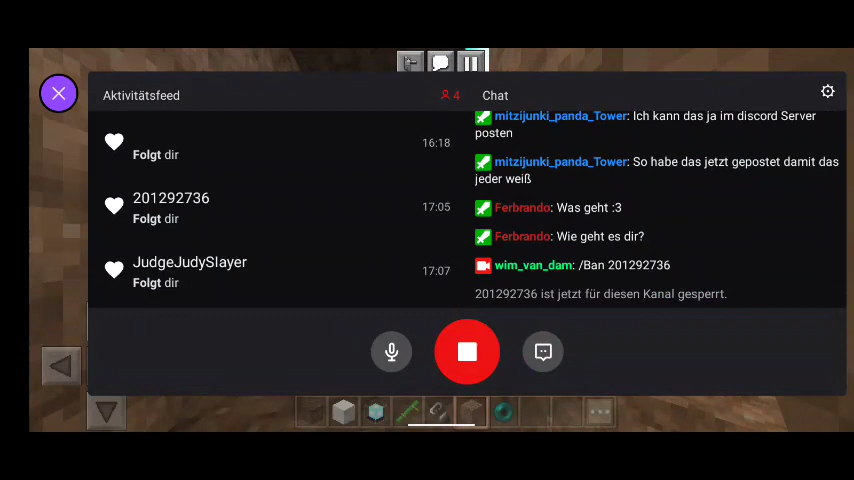 Aktivitätsfeed
4
Folgt dir
16:18
201292736
Folgt dir
17:05
JudgeJudySlayer
Folgt dir
17:07
Chat
mitzijunki_panda_Tower: Ich kann das ja im discord Server
posten
mitzijunki_panda_Tower: So habe das jetzt gepostet damit das
jeder weiß
Ferbrando: Was geht :3
Ferbrando: Wie geht es dir?
wim_van_dam: /Ban 201292736
201292736 ist jetzt für diesen Kanal gesperrt.